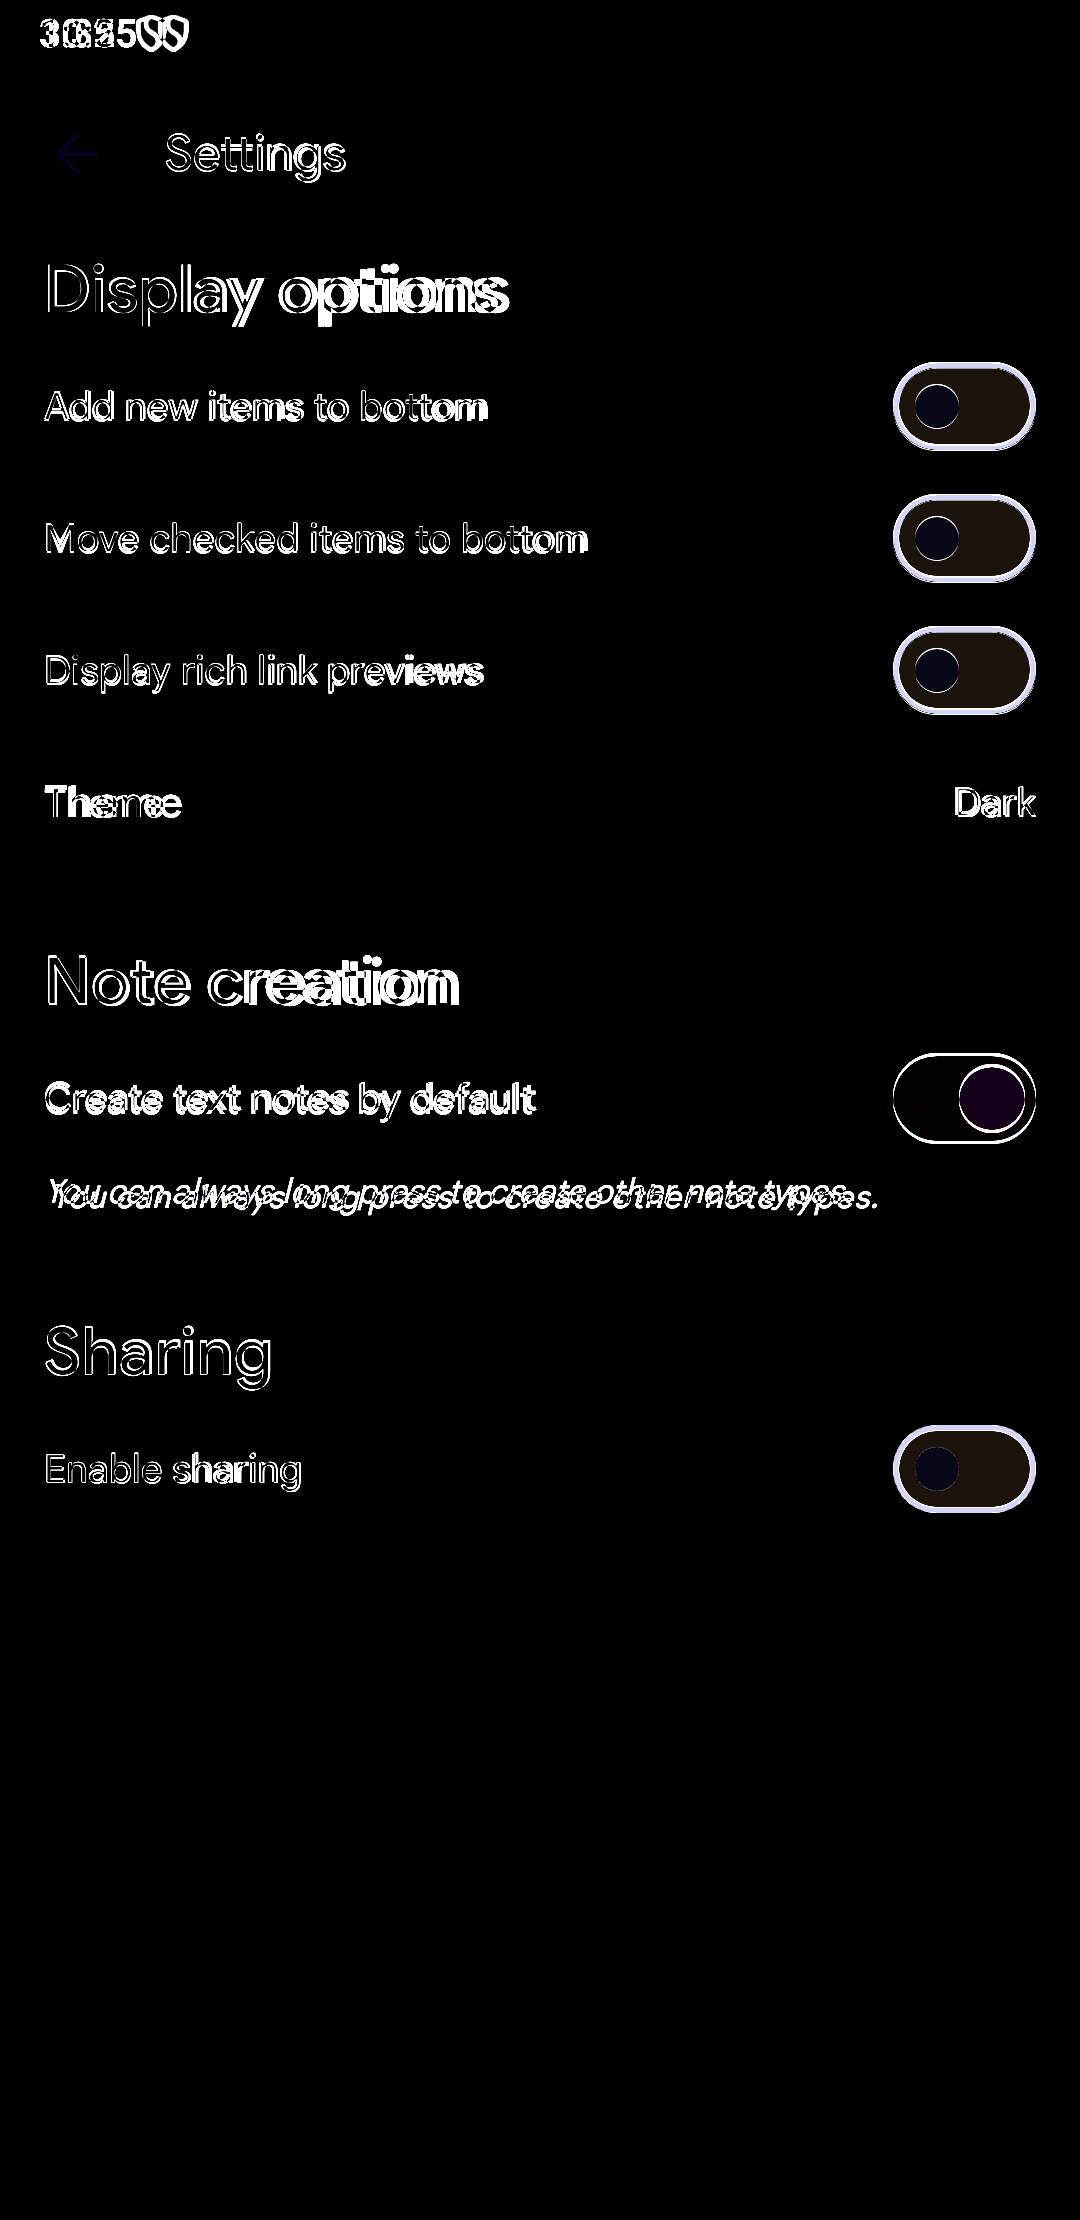 Settings
Display options
Add new items to bottom
Move checked items to bottom
Display rich link previews
Theme
Dark
Note creation
Create text notes by default
You can always long press to create other note types.
Sharing
Enable sharing